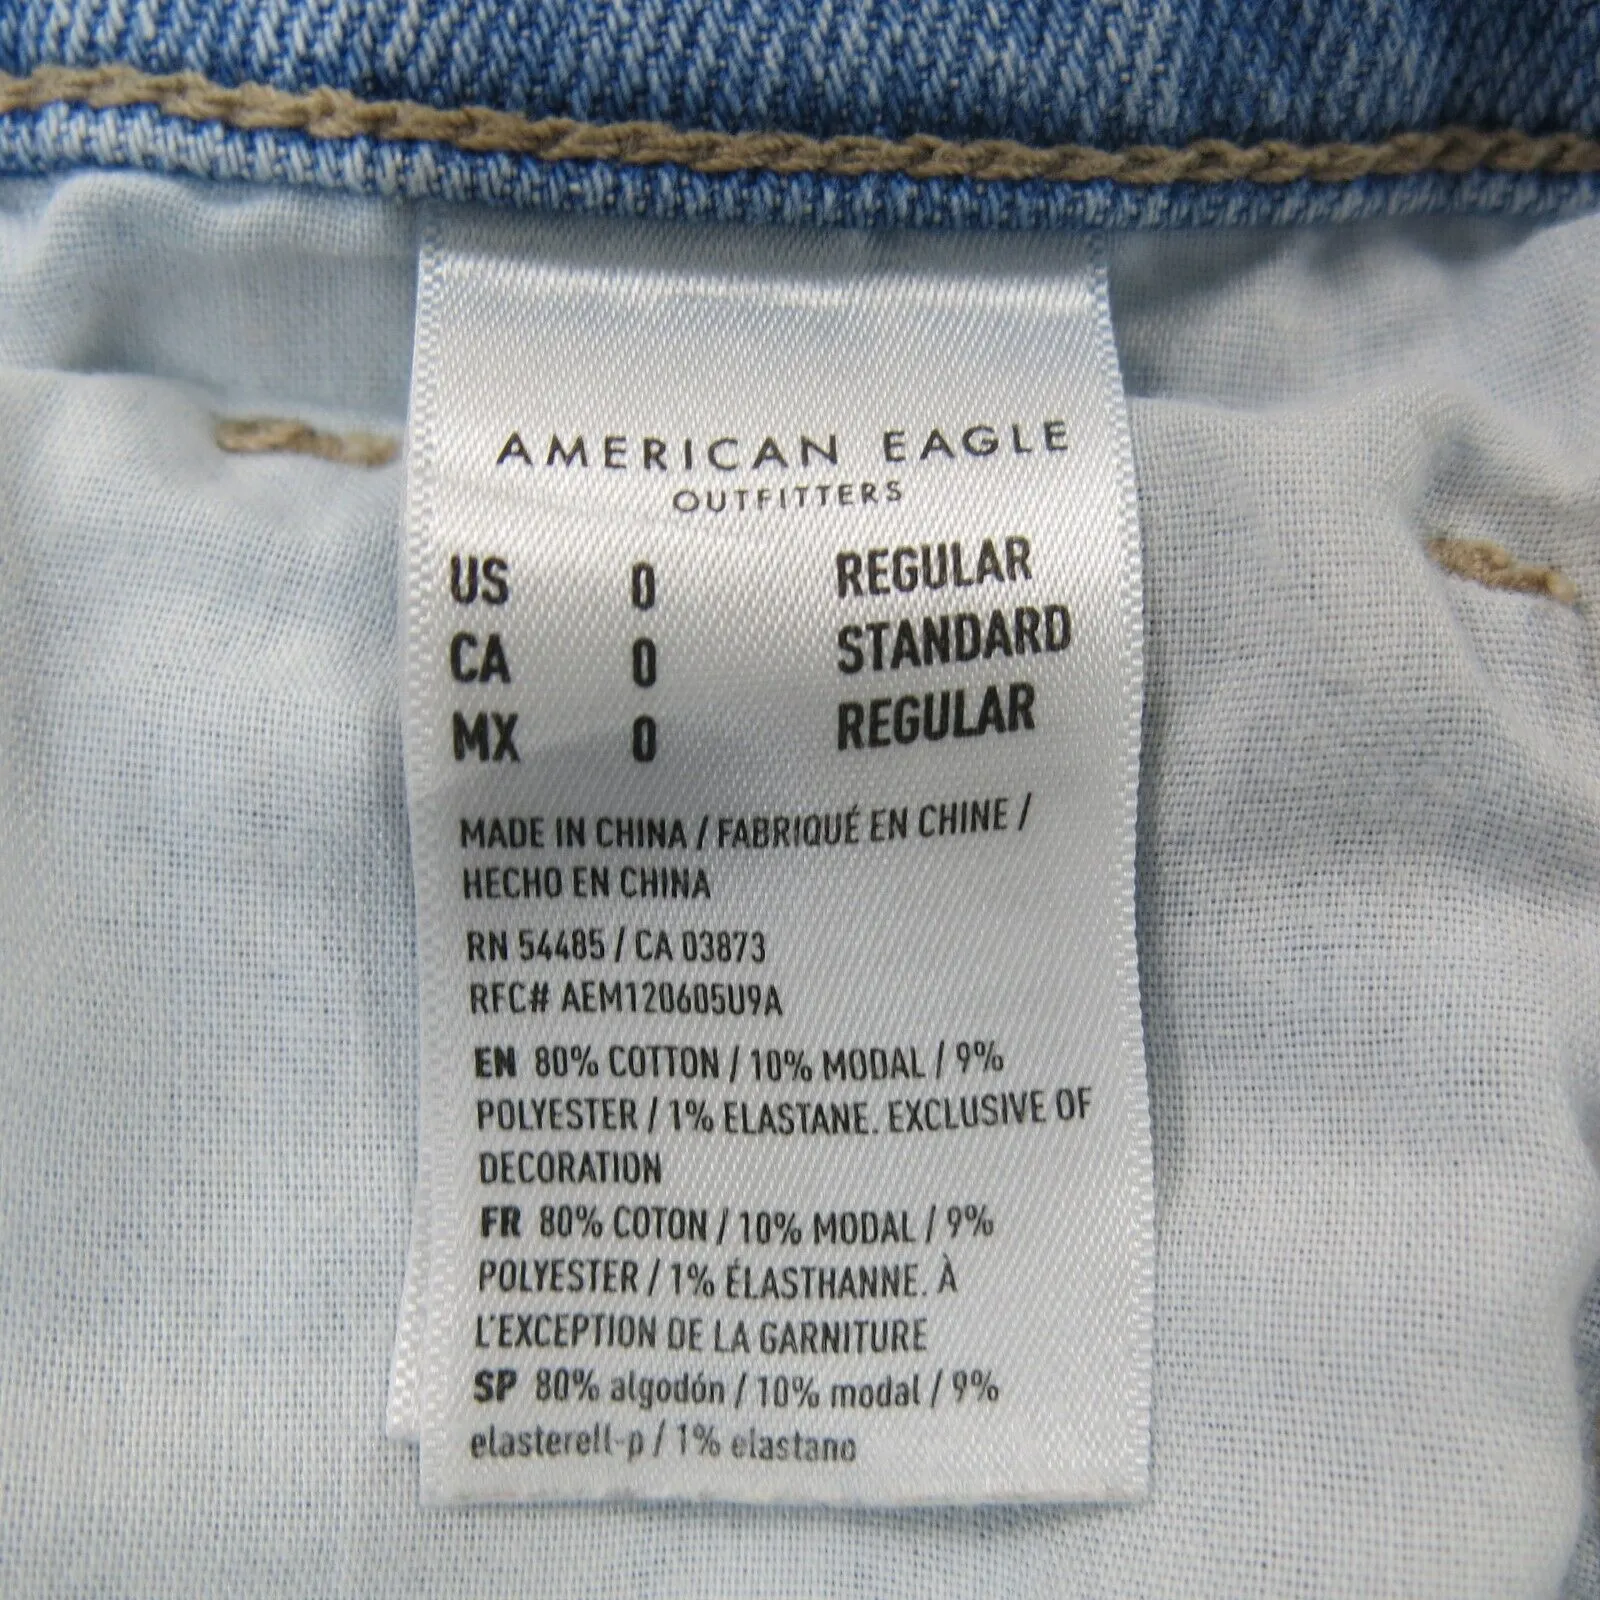 AMERICAN EAGLE
OUTFITTERS
US 0 REGULAR
CA 0 STANDARD
MX 0 REGULAR
MADE IN CHINA / FABRIQUÉ EN CHINE /
HECHO EN CHINA
RN 54485 / CA 03873
RFC# AEM120605U9A
EN 80% COTTON / 10% MODAL / 9%
POLYESTER / 1% ELASTANE. EXCLUSIVE OF
DECORATION
FR 80% COTON / 10% MODAL / 9%
POLYESTER / 1% ÉLASTHANNE. À
L'EXCEPTION DE LA GARNITURE
SP 80% algodón / 10% modal / 9%
elasterell-p / 1% elastano